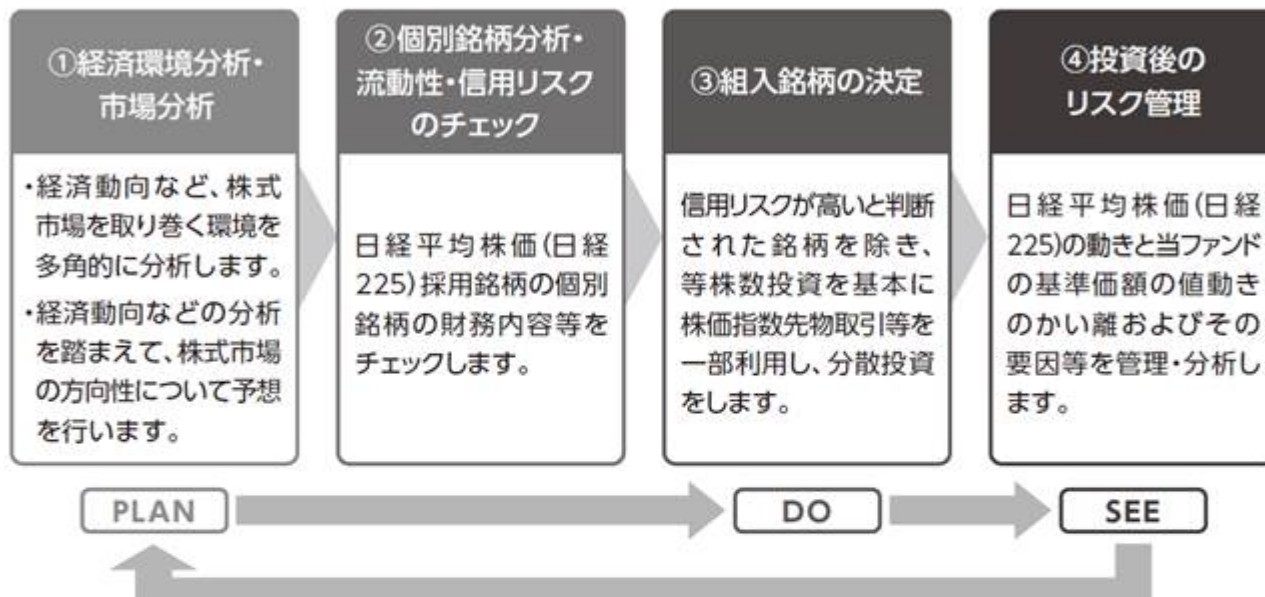 ①経済環境分析・
市場分析
・経済動向など、株式
市場を取り巻く環境を
多角的に分析します。
・経済動向などの分析
を踏まえて、株式市場
の方向性について予想
を行います。
②個別銘柄分析・
流動性・信用リスク
のチェック
日経平均株価(日経
225)採用銘柄の個別
銘柄の財務内容等を
チェックします。
③組入銘柄の決定
信用リスクが高いと判断
された銘柄を除き、
等株数投資を基本に
株価指数先物取引等を
一部利用し、分散投資
をします。
④投資後の
リスク管理
日経平均株価(日経
225)の動きと当ファンド
の基準価額の値動き
のかい離およびその
要因等を管理・分析し
ます。
PLAN
DO
SEE